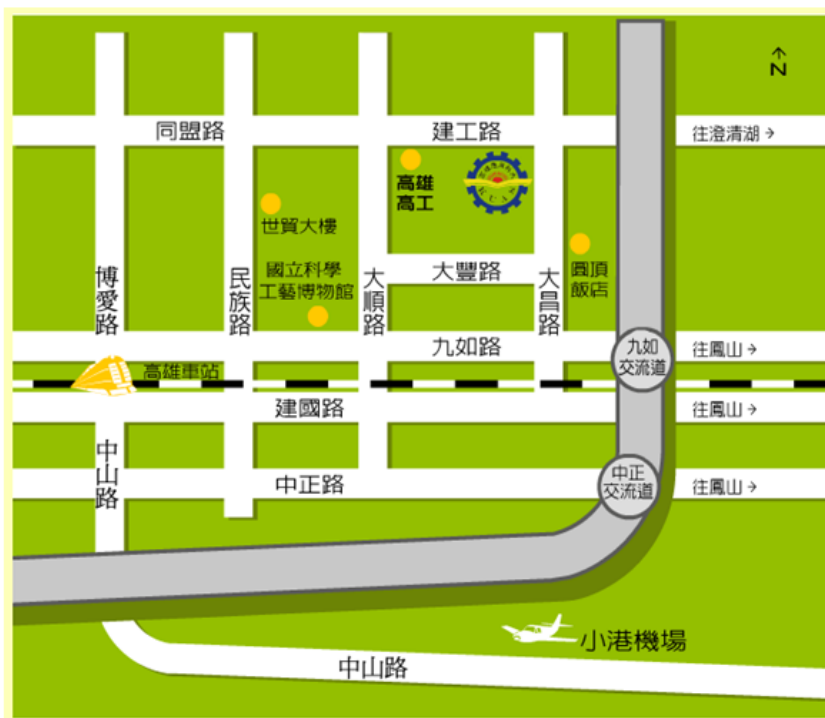 N
同盟路
建工路
往澄清湖
高雄
高工
KUAS
世貿大樓
國立科學
工藝博物館
大豐路
圓頂
飯店
博愛路
民族路
大順路
大昌路
九如路
九如
交流道
往鳳山
高雄車站
建國路
往鳳山
中山路
中正路
中正
交流道
往鳳山
小港機場
中山路